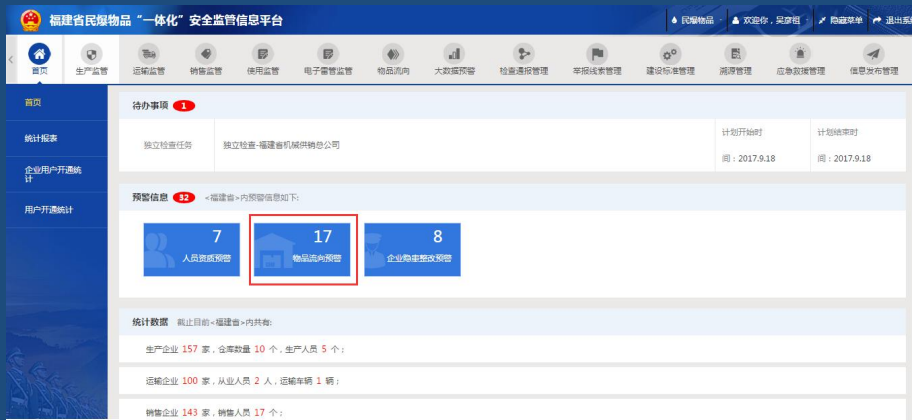 福建省民爆物品“一体化”安全监管信息平台
民爆物品 欢迎你，吴彦祖 隐藏菜单 退出系
首页 生产监管 运输监管 销售监管 使用监管 电子雷管监管 物品流向 大数据预警 检查通报管理 举报线索管理 建设标准管理 溯源管理 应急救援管理 信息发布管理
首页
统计报表
企业用户开通统
计
用户开通统计
待办事项 1
独立检查任务 独立检查-福建省机械供销总公司
计划开始时 计划结束时
间：2017.9.18 间：2017.9.18
预警信息 32 <福建省>内预警信息如下:
7 17 8
人员资质预警 物品流向预警 企业隐患整改预警
统计数据 截止目前<福建省>内共有:
生产企业 157 家，仓库数量 10 个，生产人员 5 个；
运输企业 100 家，从业人员 2 人，运输车辆 1 辆；
销售企业 143 家，销售人员 17 个；